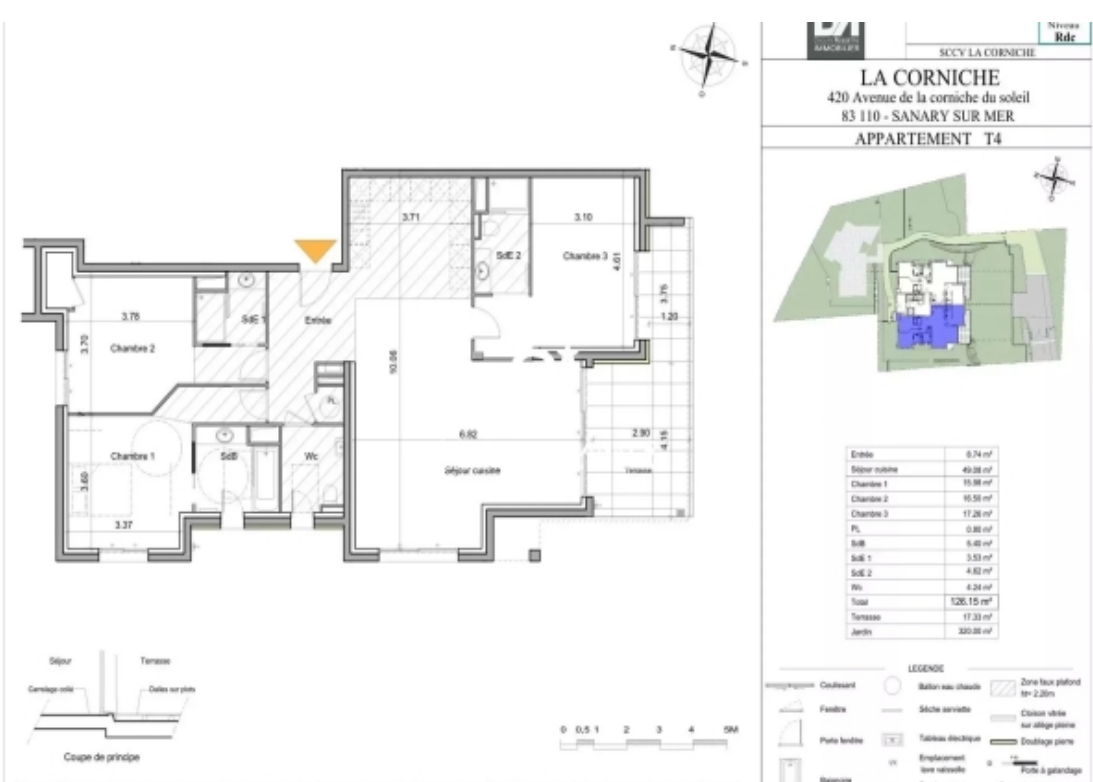 IMMOBILIER
Niveau
Rdc
SCCV LA CORNICHE
LA CORNICHE
420 Avenue de la corniche du soleil
83 110 - SANARY SUR MER
APPARTEMENT T4
3.71
3.10
SdE 2
Chambre 3
4.61
3.75
1.20
3.78
SdE 1
Entrée
3.70
Chambre 2
10.06
PL.
6.82
2.90
4.15
Chambre 1
SdB
Wc
Séjour cuisine
Terrasse
3.60
3.37
Entrée 8.74 m²
Séjour cuisine 49.08 m²
Chambre 1 15.98 m²
Chambre 2 16.50 m²
Chambre 3 17.26 m²
PL 0.80 m²
SdB 5.40 m²
SdE 1 3.53 m²
SdE 2 4.62 m²
Wc 4.24 m²
Total 126.15 m²
Terrasse 17.33 m²
Jardin 320.00 m²
Séjour Terrasse
Carrelage collé Dalles sur plots
Coupe de principe
0 0,5 1 2 3 4 5M
LEGENDE
Coulissant
Ballon eau chaude
Zone faux plafond
ht= 2,20m
Fenêtre
Sèche serviette
Cloison vitrée
sur allège pleine
Porte fenêtre
Tableau électrique
Doublage pierre
Emplacement
lave vaisselle
Porte à galandage